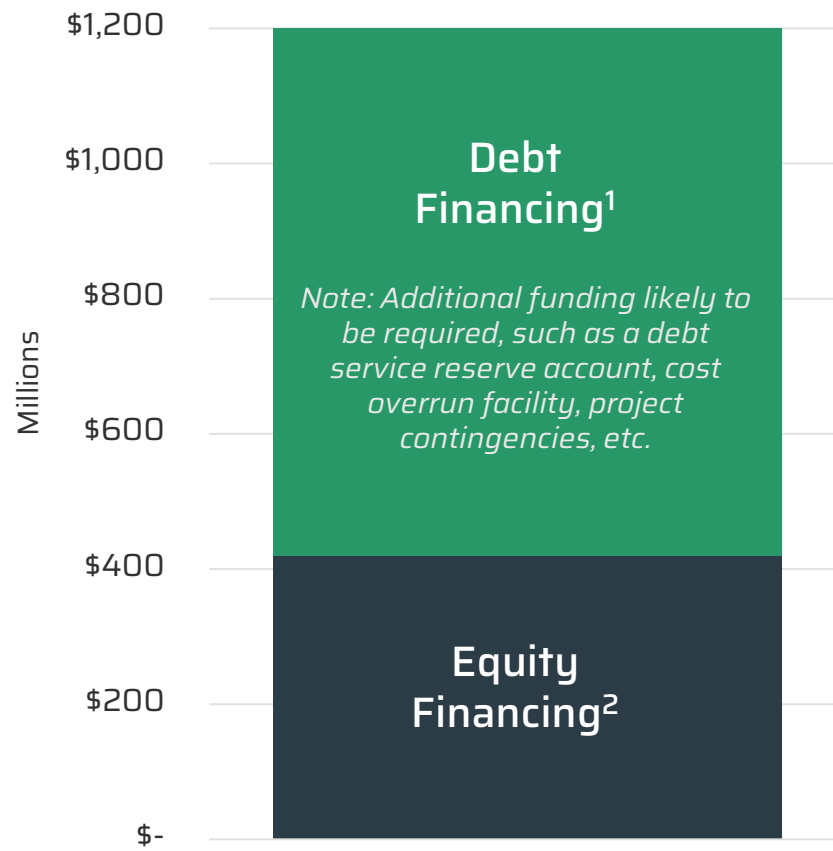 $1,200
$1,000
$800
$600
$400
$200
$-
Millions
Debt
Financing¹
Note: Additional funding likely to
be required, such as a debt
service reserve account, cost
overrun facility, project
contingencies, etc.
Equity
Financing²